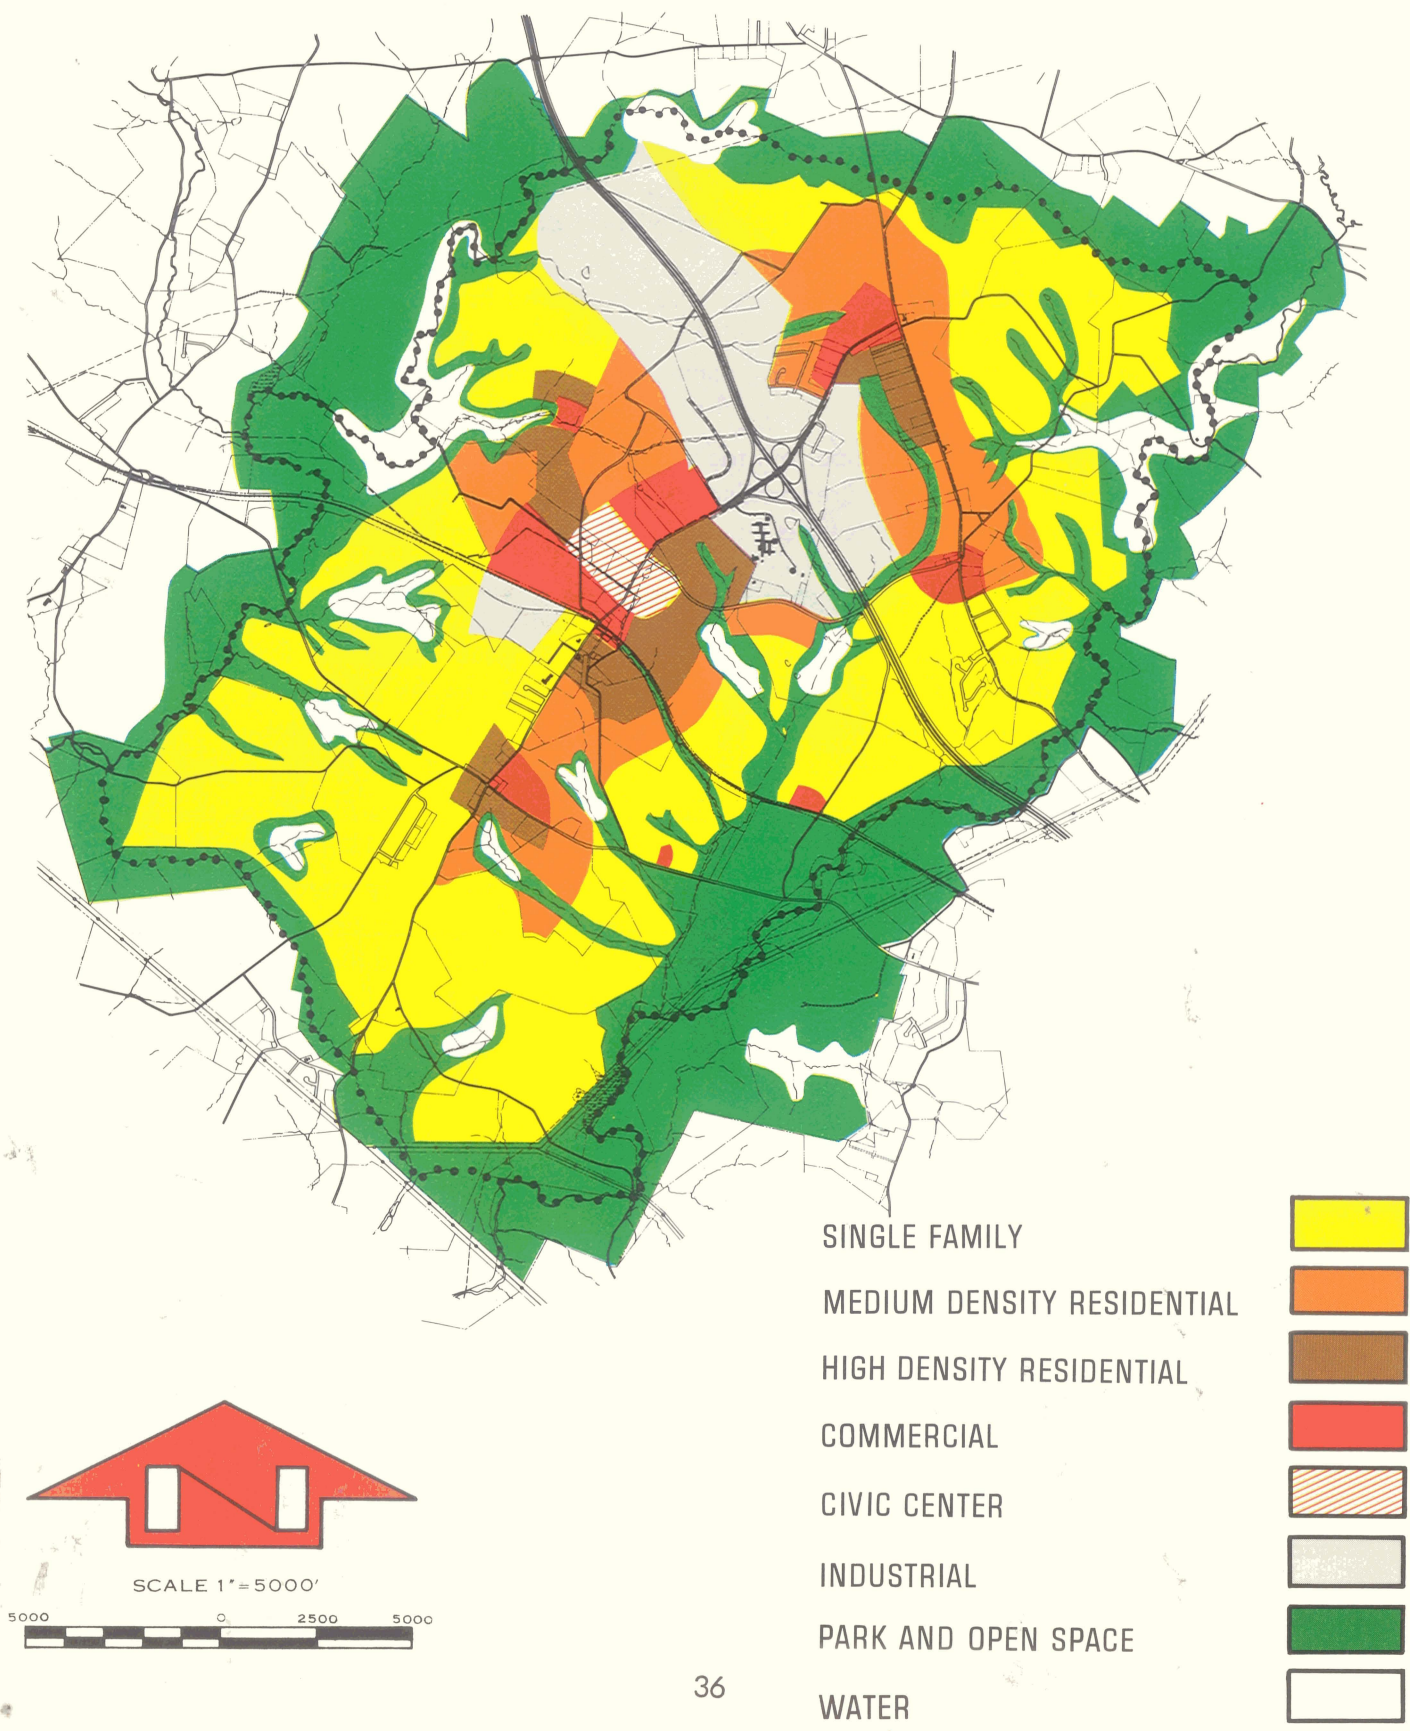 SINGLE FAMILY
MEDIUM DENSITY RESIDENTIAL
HIGH DENSITY RESIDENTIAL
COMMERCIAL
CIVIC CENTER
INDUSTRIAL
PARK AND OPEN SPACE
WATER
N
SCALE 1"=5000'
5000 0 2500 5000
36